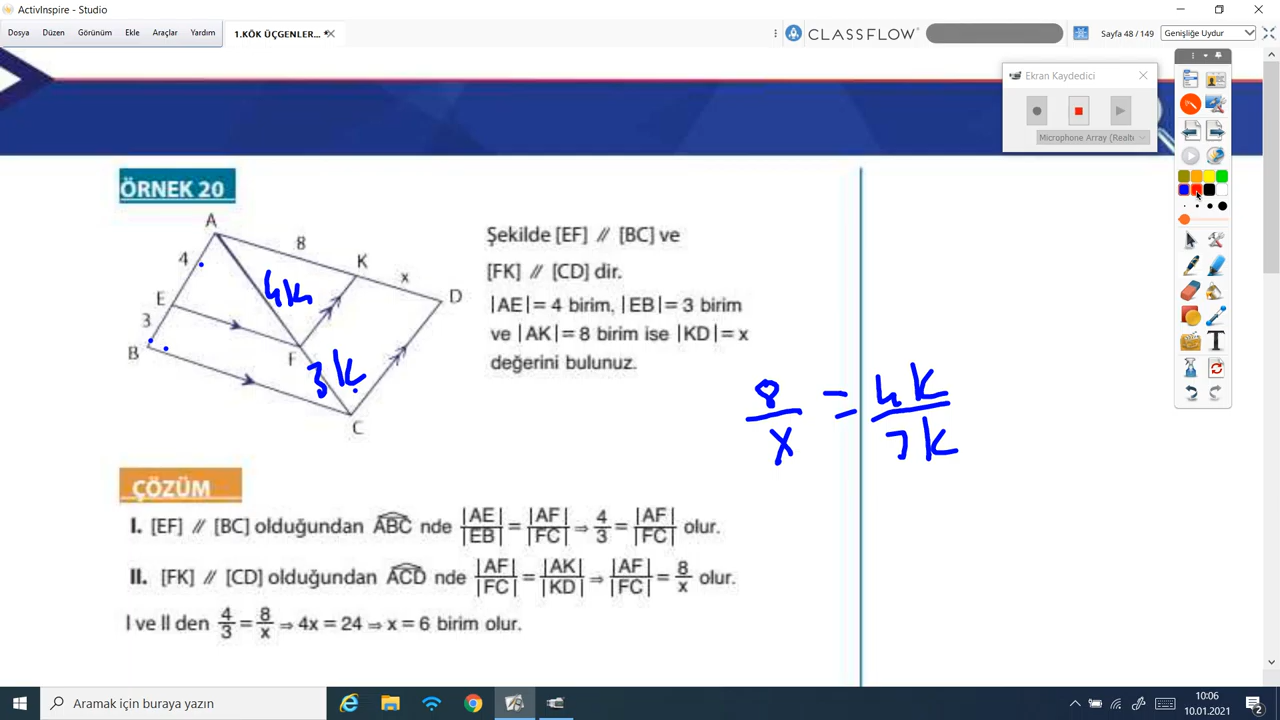 ActivInspire - Studio
Dosya Düzen Görünüm Ekle Araçlar Yardım
1.KÖK ÜÇGENLER...
CLASSFLOW
Sayfa 48 / 149
Genişliğe Uydur
Ekran Kaydedici
Microphone Array (Realte
ÖRNEK 20
A
8
K
x
D
4
E
3
B
F
C
4k
3k
Şekilde [EF] // [BC] ve
[FK] // [CD] dir.
|AE|= 4 birim, |EB|= 3 birim
ve |AK|= 8 birim ise |KD|= x
değerini bulunuz.
8/x = 4k/3k
ÇÖZÜM
I. [EF] // [BC] olduğundan ABC nde |AE|/|EB| = |AF|/|FC| ⇒ 4/3 = |AF|/|FC| olur.
II. [FK] // [CD] olduğundan ACD nde |AF|/|FC| = |AK|/|KD| ⇒ |AF|/|FC| = 8/x olur.
I ve II den 4/3 = 8/x ⇒ 4x = 24 ⇒ x = 6 birim olur.
Aramak için buraya yazın
10:06
10.01.2021
2